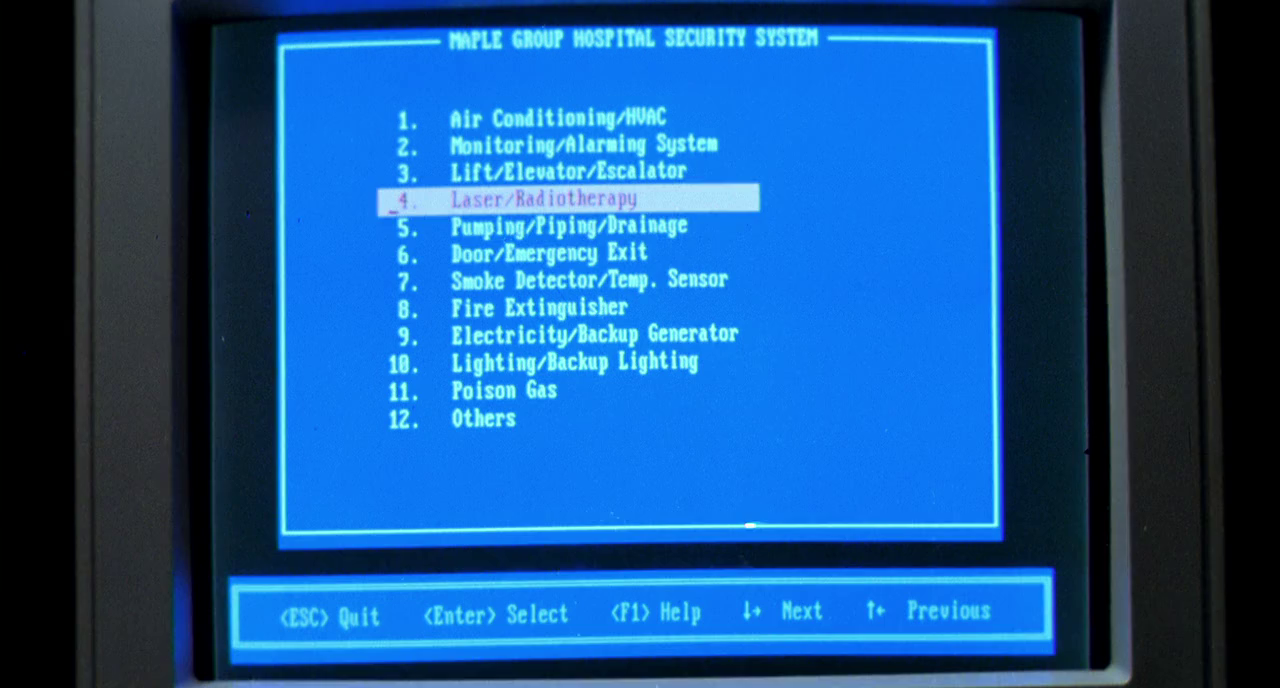 MAPLE GROUP HOSPITAL SECURITY SYSTEM
1. Air Conditioning/HVAC
2. Monitoring/Alarming System
3. Lift/Elevator/Escalator
_4. Laser/Radiotherapy
5. Pumping/Piping/Drainage
6. Door/Emergency Exit
7. Smoke Detector/Temp. Sensor
8. Fire Extinguisher
9. Electricity/Backup Generator
10. Lighting/Backup Lighting
11. Poison Gas
12. Others
<ESC> Quit <Enter> Select <F1> Help ↓→ Next ↑← Previous